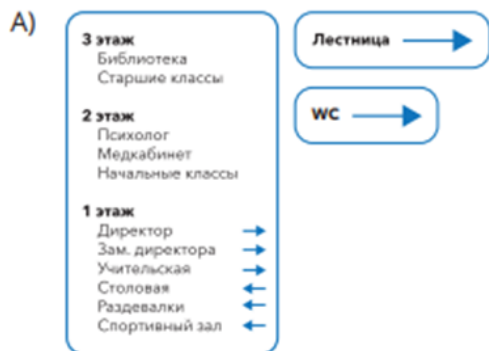 А)
3 этаж
Библиотека
Старшие классы
2 этаж
Психолог
Медкабинет
Начальные классы
1 этаж
Директор →
Зам. директора →
Учительская →
Столовая ←
Раздевалки ←
Спортивный зал ←
Лестница →
WC →